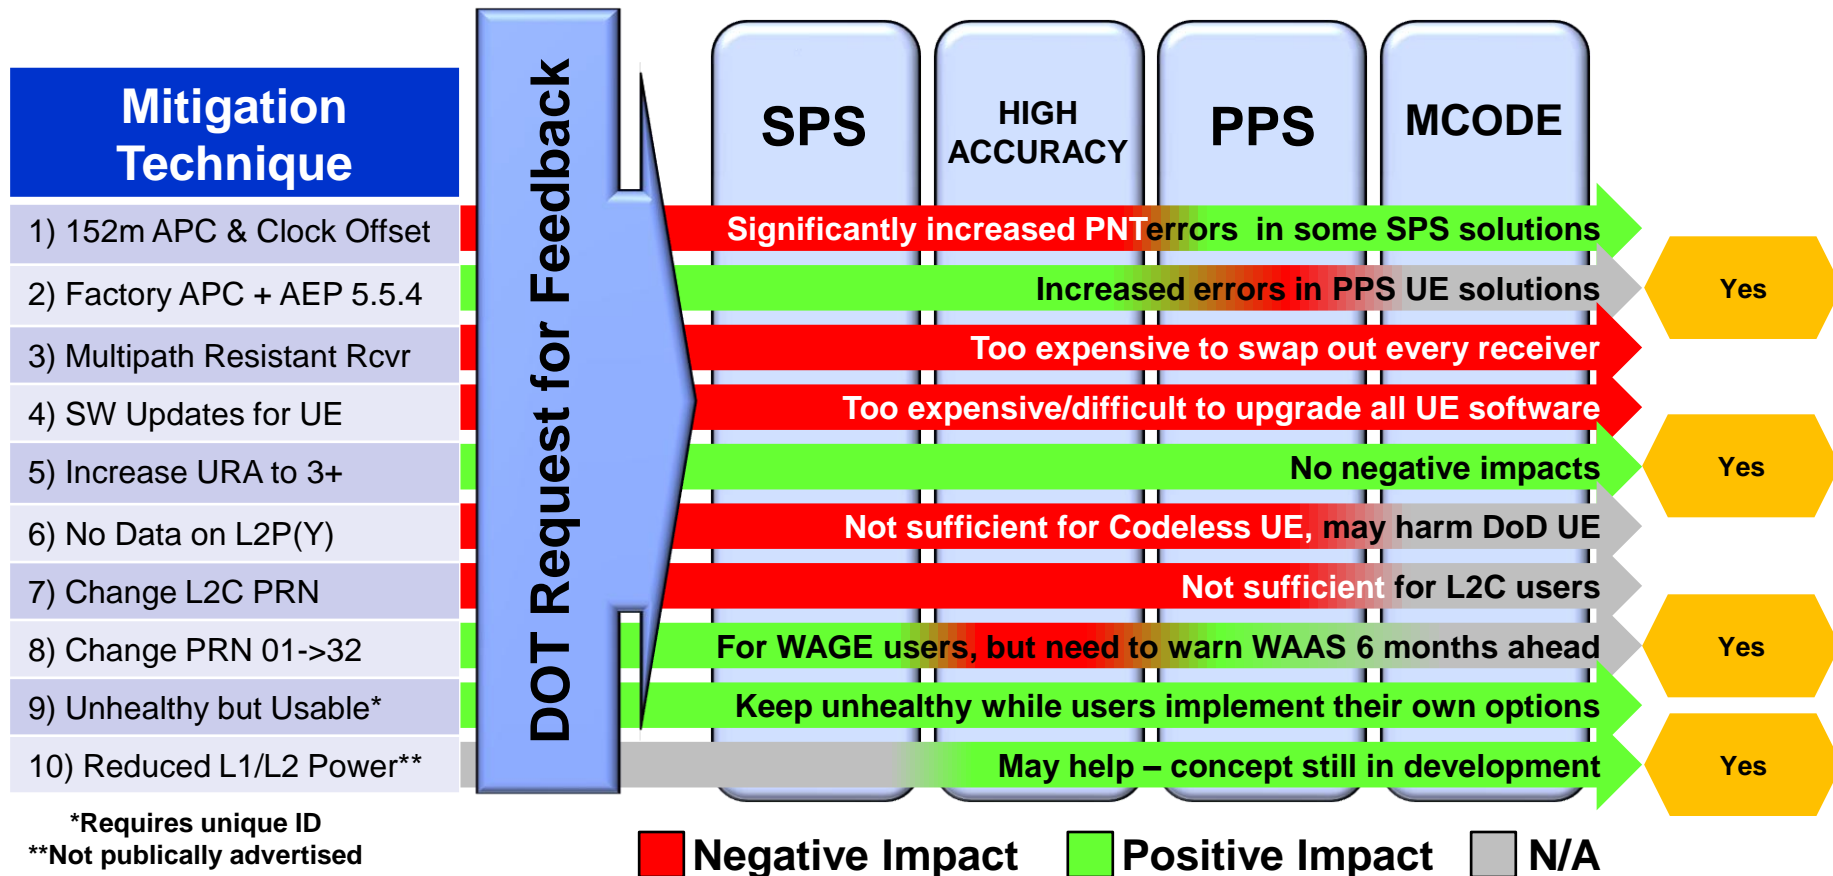 Mitigation
Technique
DOT Request for Feedback
SPS
HIGH
ACCURACY
PPS
MCODE
1) 152m APC & Clock Offset
Significantly increased PNTerrors in some SPS solutions
2) Factory APC + AEP 5.5.4
Increased errors in PPS UE solutions
Yes
3) Multipath Resistant Rcvr
Too expensive to swap out every receiver
4) SW Updates for UE
Too expensive/difficult to upgrade all UE software
5) Increase URA to 3+
No negative impacts
Yes
6) No Data on L2P(Y)
Not sufficient for Codeless UE, may harm DoD UE
7) Change L2C PRN
Not sufficient for L2C users
8) Change PRN 01->32
For WAGE users, but need to warn WAAS 6 months ahead
Yes
9) Unhealthy but Usable*
Keep unhealthy while users implement their own options
10) Reduced L1/L2 Power**
May help – concept still in development
Yes
*Requires unique ID
**Not publically advertised
Negative Impact
Positive Impact
N/A